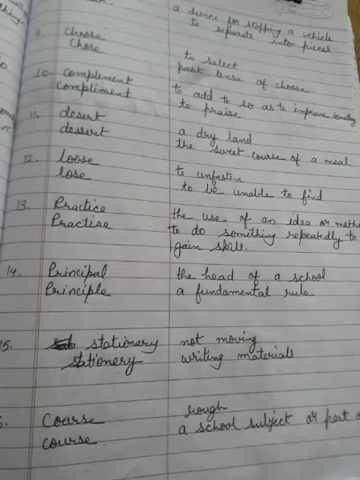 a device for stopping a vehicle
to separate into pieces
9. Choose to select
Chose past tense of choose
10. Complement to add to so as to improve something
Compliment to praise
11. desert a dry land
dessert the sweet course of a meal
12. loose to unfasten
lose to be unable to find
13. Practice the use of an idea or
Practise to do something repeatedly to
gain skill.
14. Principal the head of a school
Principle a fundamental rule
15. stationery not moving
stationery writing materials
Coarse rough
course a school subject or part